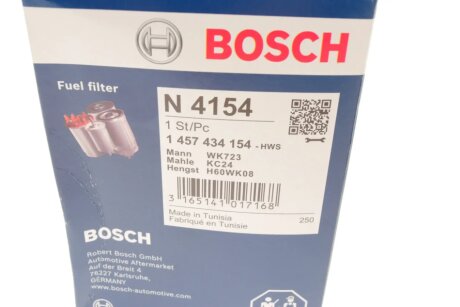 BOSCH
Fuel filter
N 4154
1 St/Pc
1 457 434 154 - HWS
Mann WK723
Mahle KC24
Hengst H60WK08
3 165141 017168
Made in Tunisia
Fabriqué en Tunisie
250
BOSCH
Robert Bosch GmbH
Automotive Aftermarket
Auf der Breit 4
76227 Karlsruhe
GERMANY
www.bosch-automotive.com